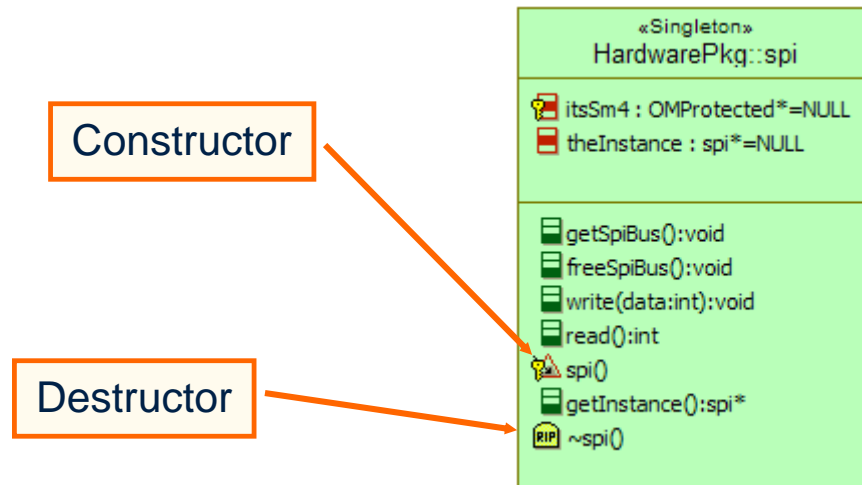 Constructor
Destructor
«Singleton»
HardwarePkg::spi
itsSm4 : OMProtected*=NULL
theInstance : spi*=NULL
getSpiBus():void
freeSpiBus():void
write(data:int):void
read():int
spi()
getInstance():spi*
RIP ~spi()